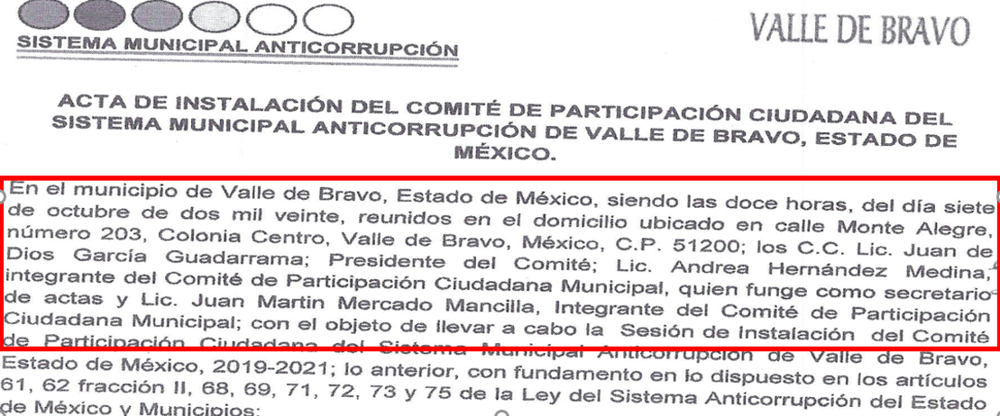 VALLE DE BRAVO
SISTEMA MUNICIPAL ANTICORRUPCIÓN
ACTA DE INSTALACIÓN DEL COMITÉ DE PARTICIPACIÓN CIUDADANA DEL
SISTEMA MUNICIPAL ANTICORRUPCIÓN DE VALLE DE BRAVO, ESTADO DE
MÉXICO.
En el municipio de Valle de Bravo, Estado de México, siendo las doce horas, del día siete
de octubre de dos mil veinte, reunidos en el domicilio ubicado en calle Monte Alegre,
número 203, Colonia Centro, Valle de Bravo, México, C.P. 51200; los C.C. Lic. Juan de
Dios García Guadarrama; Presidente del Comité; Lic. Andrea Hernández Medina,
integrante del Comité de Participación Ciudadana Municipal, quien funge como secretario
de actas y Lic. Juan Martin Mercado Mancilla, Integrante del Comité de Participación
Ciudadana Municipal; con el objeto de llevar a cabo la Sesión de Instalación del Comité
de Participación Ciudadana del Sistema Municipal Anticorrupción de Valle de Bravo,
Estado de México, 2019-2021; lo anterior, con fundamento en lo dispuesto en los artículos
61, 62 fracción II, 68, 69, 71, 72, 73 y 75 de la Ley del Sistema Anticorrupción del Estado
de México y Municipios: